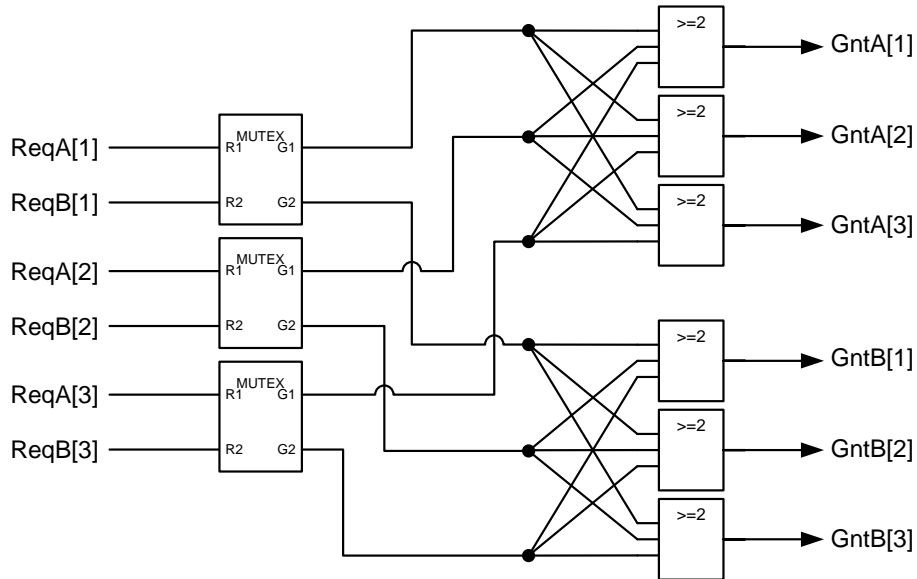 >=2
GntA[1]
>=2
GntA[2]
>=2
GntA[3]
MUTEX
ReqA[1]
R1
G1
ReqB[1]
R2
G2
MUTEX
ReqA[2]
R1
G1
ReqB[2]
R2
G2
MUTEX
ReqA[3]
R1
G1
ReqB[3]
R2
G2
>=2
GntB[1]
>=2
GntB[2]
>=2
GntB[3]